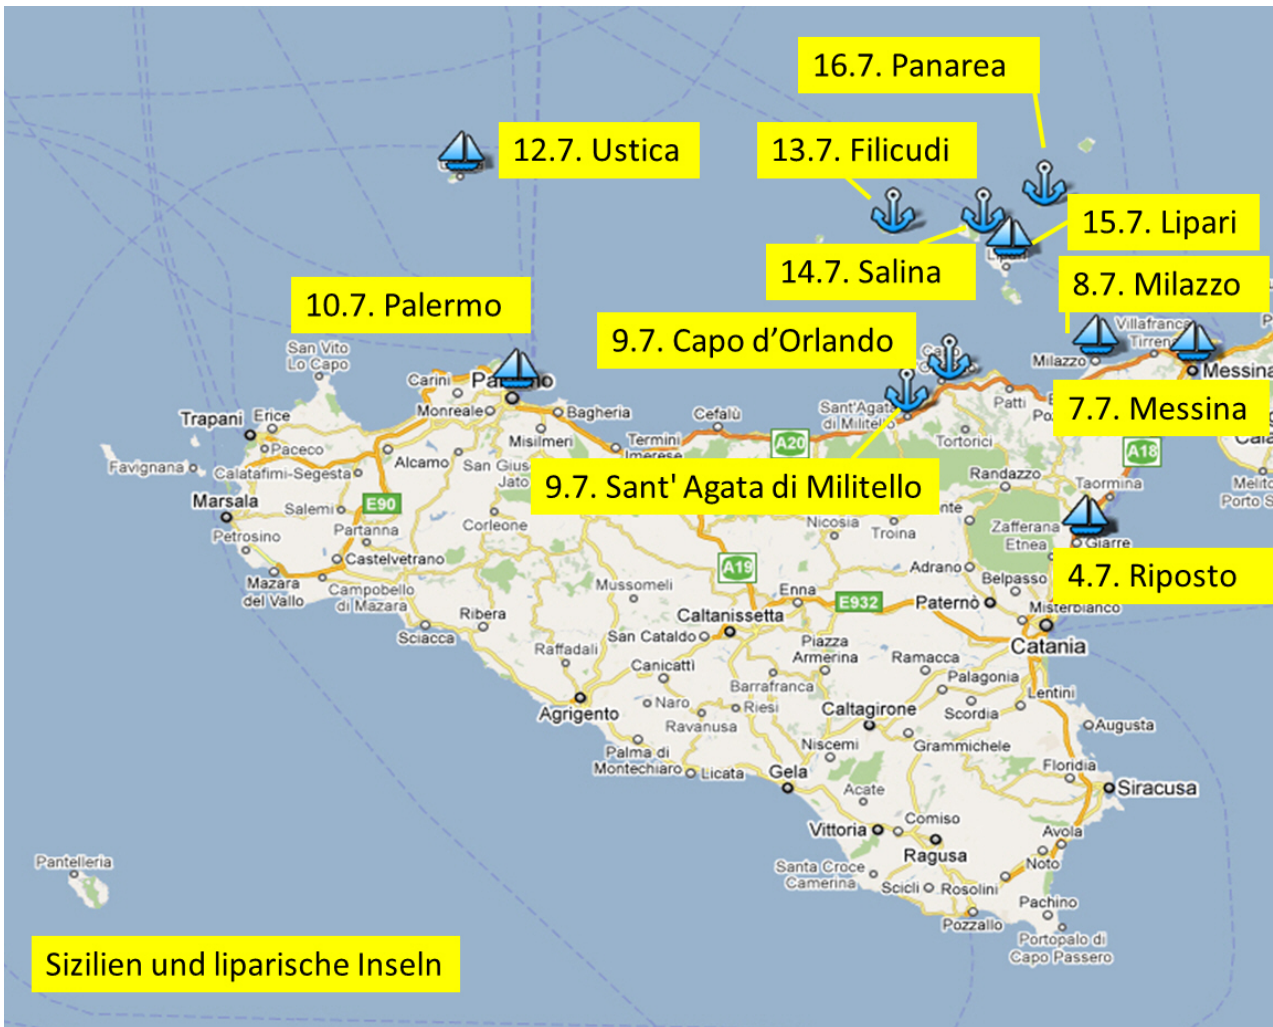 16.7. Panarea
12.7. Ustica
13.7. Filicudi
15.7. Lipari
14.7. Salina
8.7. Milazzo
10.7. Palermo
9.7. Capo d’Orlando
Villafranca
Tirrena
San Vito
Lo Capo
Milazzo
Messina
Carini
7.7. Messina
Monreale
Bagheria
Cefalù
Sant'Agata
di Militello
Patti
Trapani
Erice
Misilmeri
Termini
Imerese
A20
Tortorici
A18
Paceco
Favignana
Calatafimi-Segesta
Alcamo
San Gius
Jato
9.7. Sant' Agata di Militello
Randazzo
Taormina
Melito
Porto S
Marsala
Salemi
E90
Partanna
Corleone
Nicosia
Troina
Zafferana
Etnea
Giarre
Petrosino
Castelvetrano
A19
Adrano
4.7. Riposto
Mazara
del Vallo
Campobello
di Mazara
Mussomeli
Enna
E932
Belpasso
Paternò
Misterbianco
Ribera
Sciacca
Caltanissetta
San Cataldo
Catania
Raffadali
Piazza
Armerina
Ramacca
Canicattì
Barrafranca
Palagonia
Lentini
Agrigento
Naro
Riesi
Ravanusa
Caltagirone
Scordia
Augusta
Palma di
Montechiaro
Licata
Niscemi
Grammichele
Gela
Floridia
Siracusa
Acate
Vittoria
Comiso
Avola
Ragusa
Noto
Pantelleria
Santa Croce
Camerina
Scicli
Rosolini
Pachino
Pozzallo
Portopalo di
Capo Passero
Sizilien und liparische Inseln